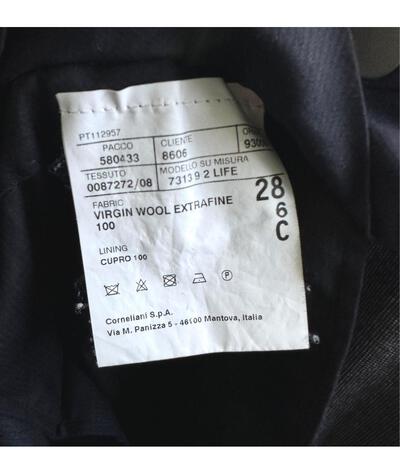 PT112957
PACCO CLIENTE
580433 8606
TESSUTO MODELLO SU MISURA
0087272/08 73139 2 LIFE
FABRIC
VIRGIN WOOL EXTRAFINE
100
28
6
C
LINING
CUPRO 100
P
Corneliani S.p.A.
Via M. Panizza 5 - 46100 Mantova, Italia